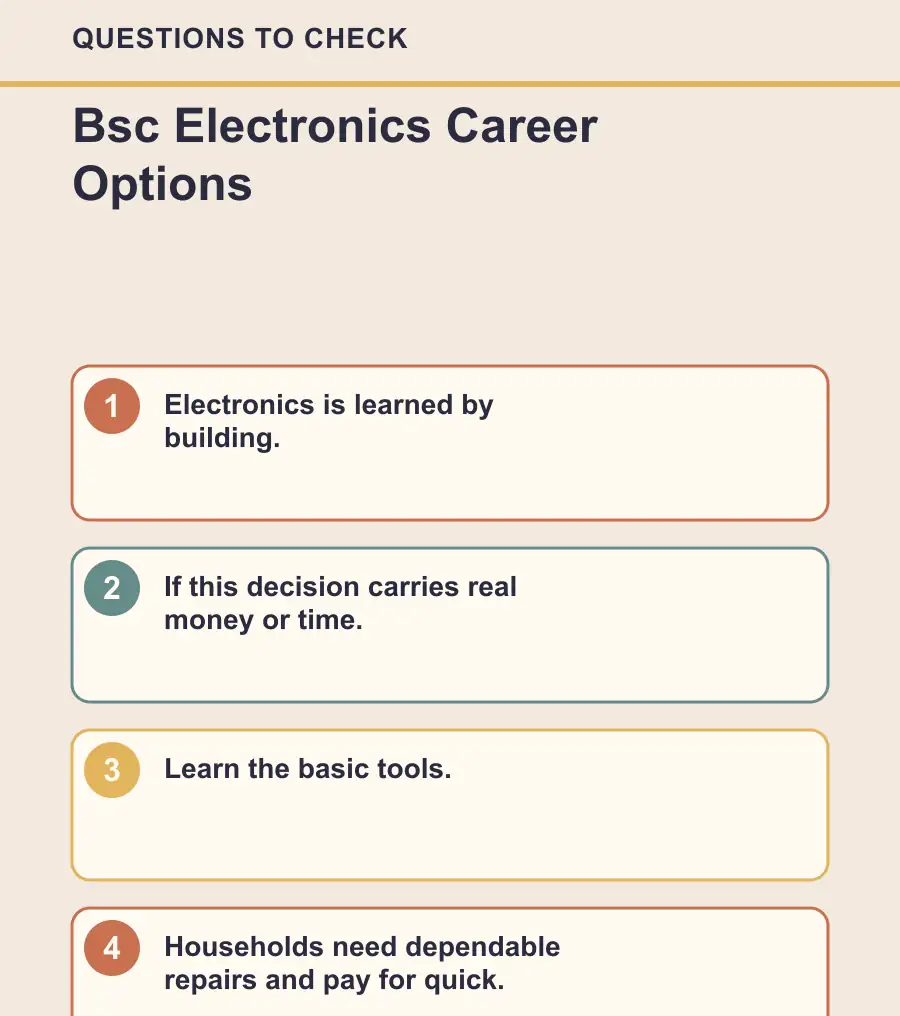 QUESTIONS TO CHECK
Bsc Electronics Career
Options
1
Electronics is learned by
building.
2
If this decision carries real
money or time.
3
Learn the basic tools.
4
Households need dependable
repairs and pay for quick.